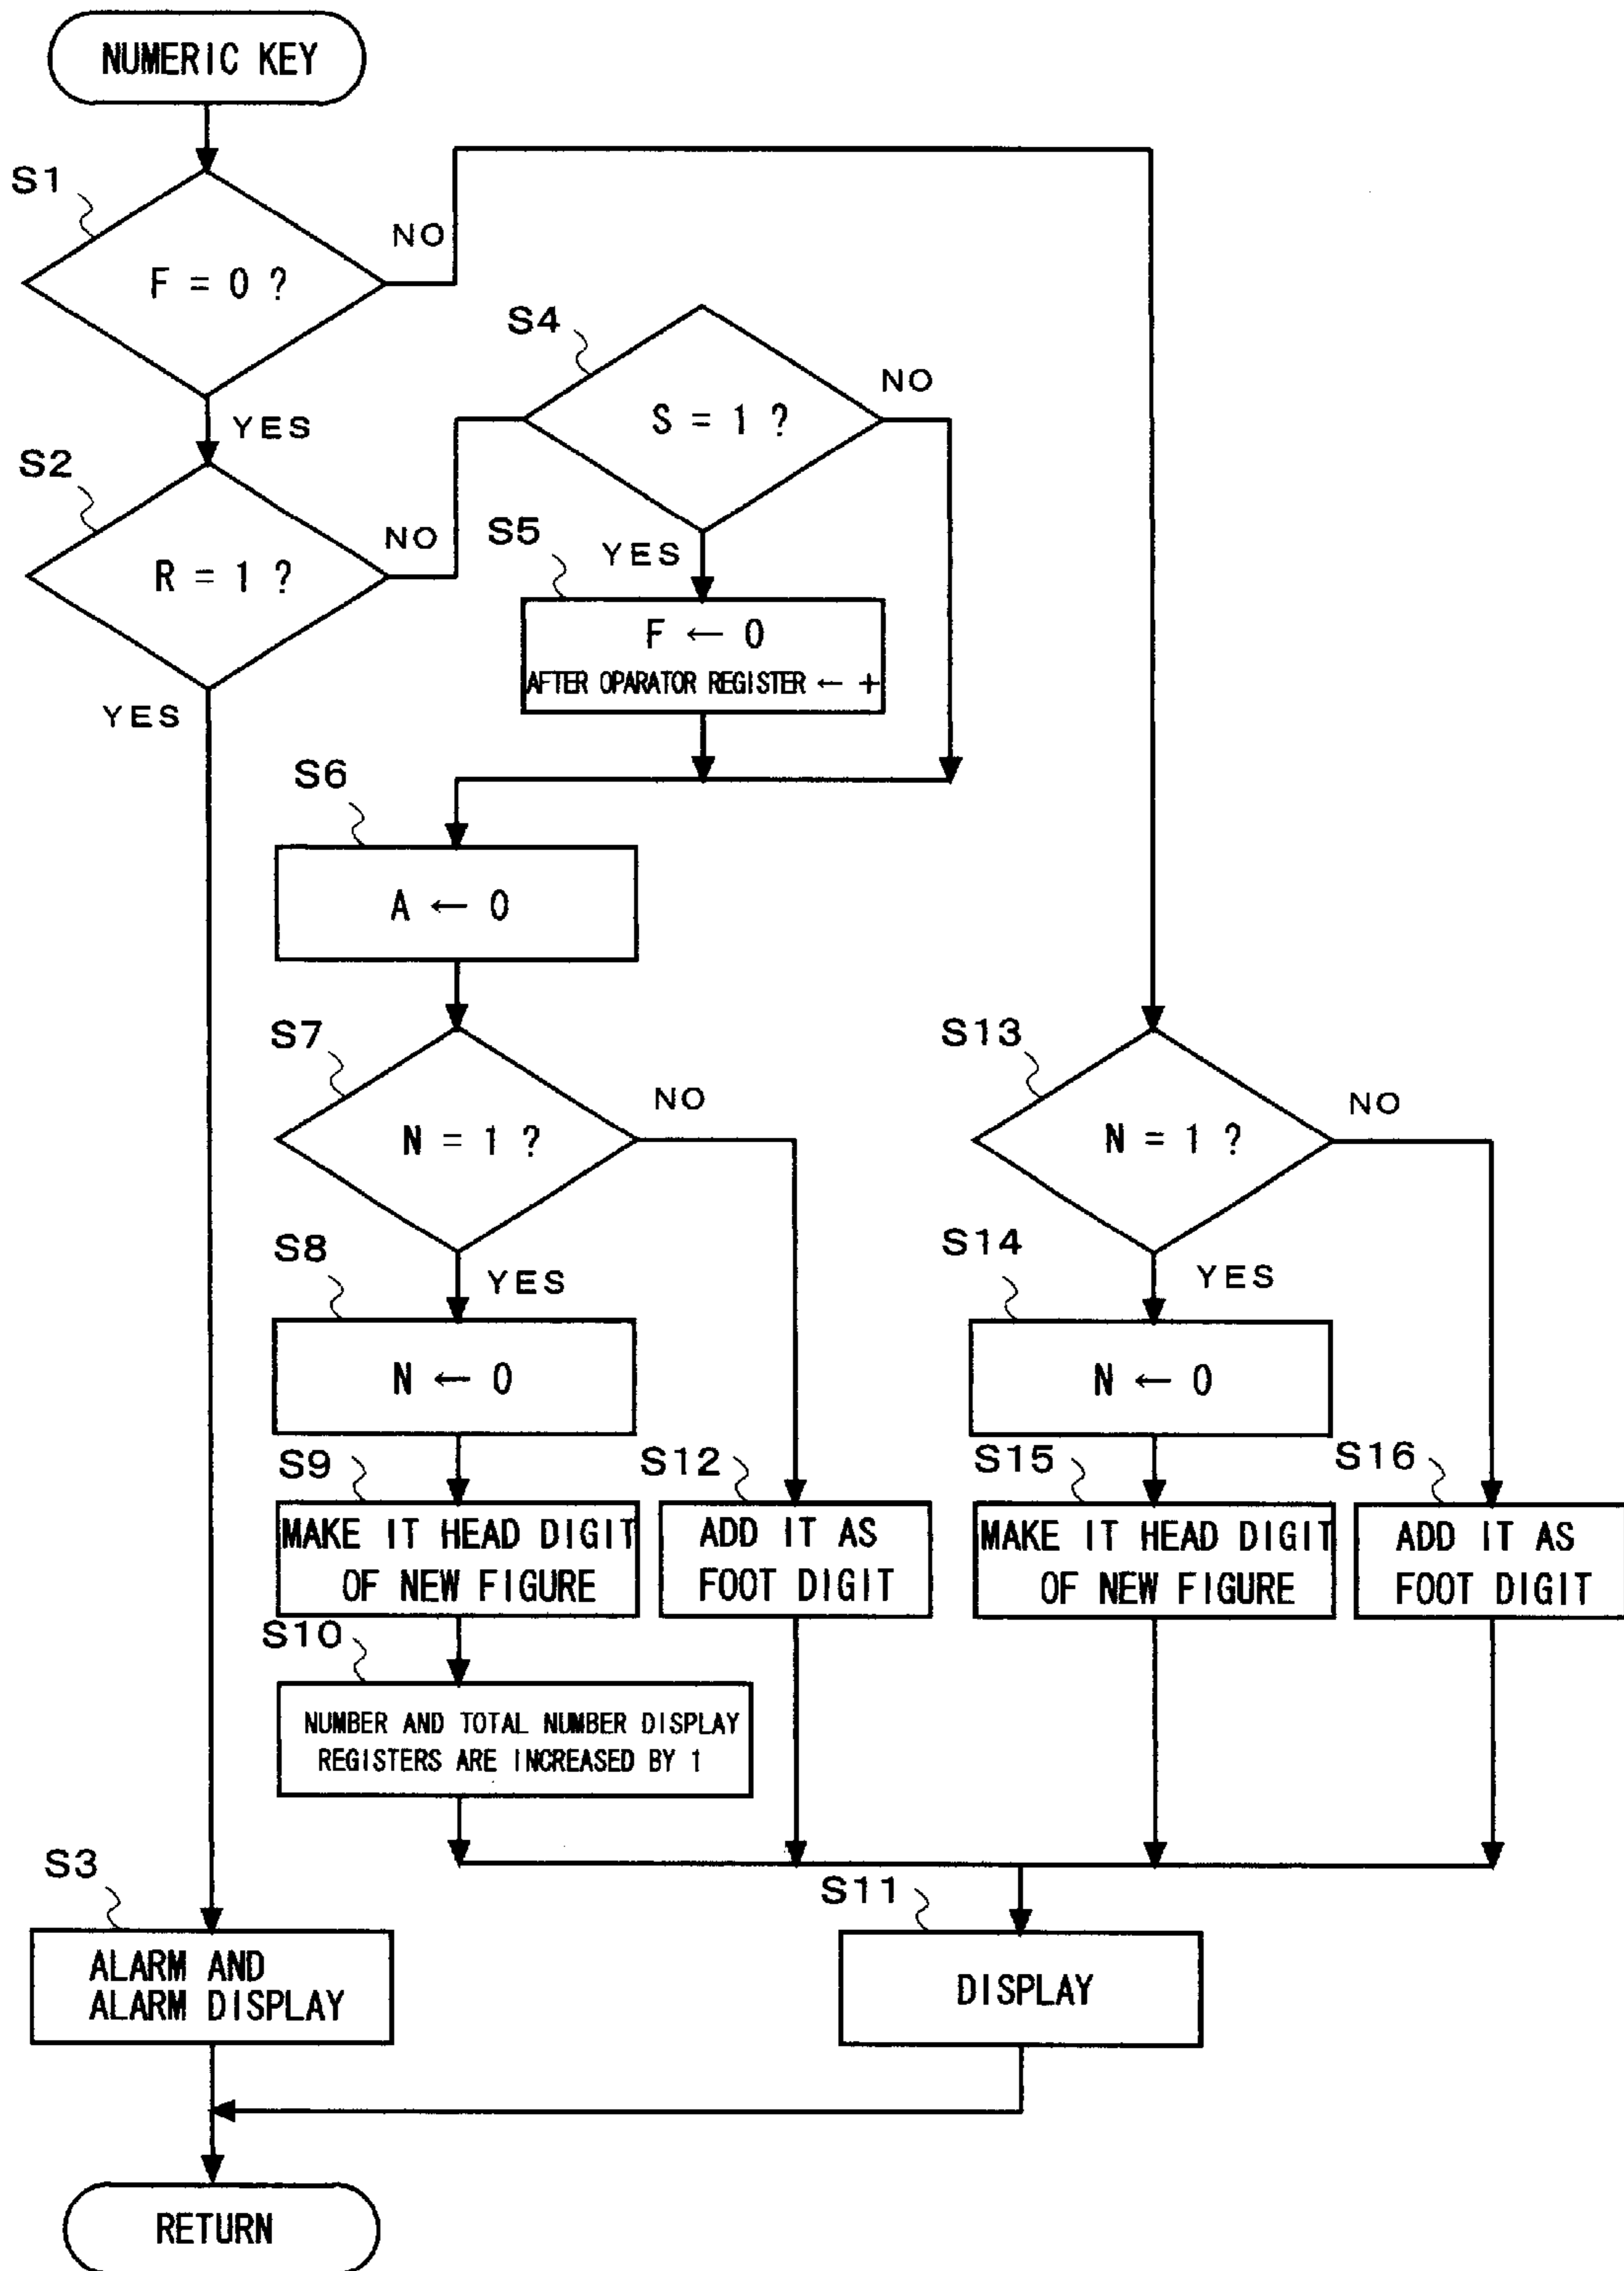 NUMERIC KEY
S1
F = 0 ?
NO
YES
S2
R = 1 ?
NO
YES
S4
S = 1 ?
NO
YES
S5
F ← 0
AFTER OPARATOR REGISTER ← +
S6
A ← 0
S7
N = 1 ?
NO
YES
S8
N ← 0
S9
MAKE IT HEAD DIGIT
OF NEW FIGURE
S10
NUMBER AND TOTAL NUMBER DISPLAY
REGISTERS ARE INCREASED BY 1
S12
ADD IT AS
FOOT DIGIT
S13
N = 1 ?
NO
YES
S14
N ← 0
S15
MAKE IT HEAD DIGIT
OF NEW FIGURE
S16
ADD IT AS
FOOT DIGIT
S3
ALARM AND
ALARM DISPLAY
S11
DISPLAY
RETURN